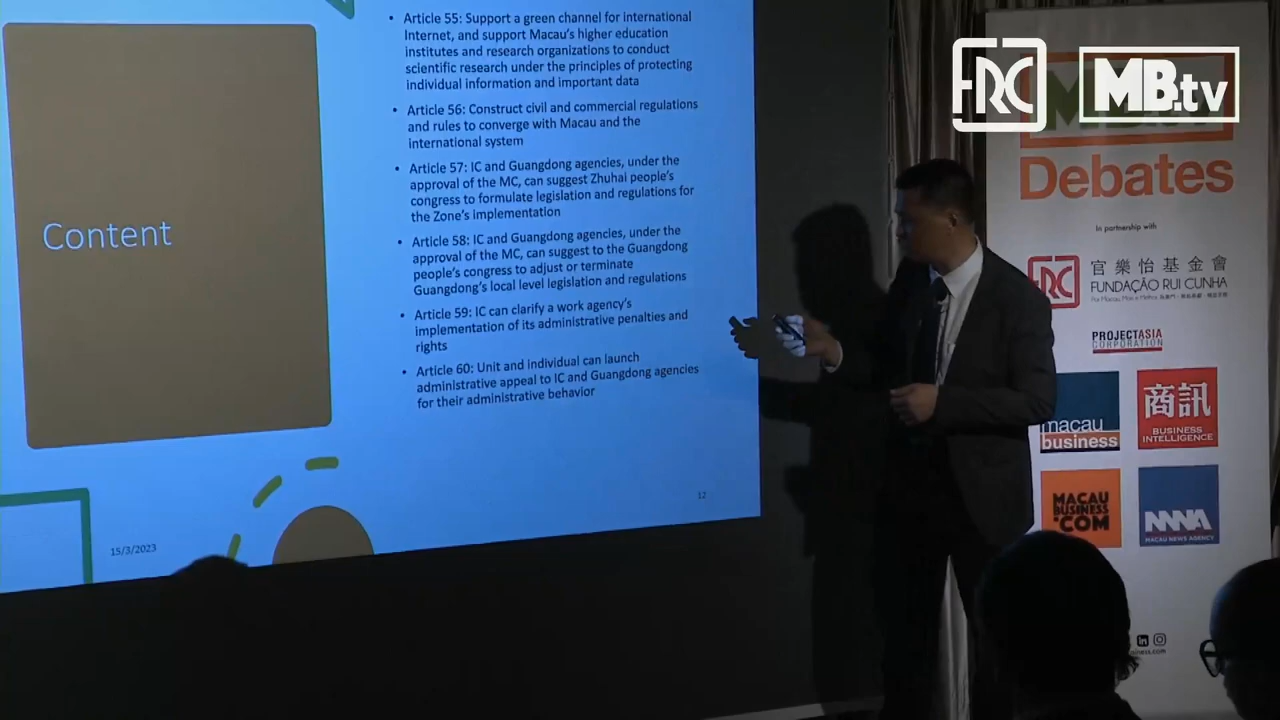 • Article 55: Support a green channel for international
Internet, and support Macau's higher education
institutes and research organizations to conduct
scientific research under the principles of protecting
individual information and important data
• Article 56: Construct civil and commercial regulations
and rules to converge with Macau and the
international system
• Article 57: IC and Guangdong agencies, under the
approval of the MC, can suggest Zhuhai people's
congress to formulate legislation and regulations for
the Zone's implementation
• Article 58: IC and Guangdong agencies, under the
approval of the MC, can suggest to the Guangdong
people's congress to adjust or terminate
Guangdong's local level legislation and regulations
• Article 59: IC can clarify a work agency's
implementation of its administrative penalties and
rights
• Article 60: Unit and individual can launch
administrative appeal to IC and Guangdong agencies
for their administrative behavior
Content
12
15/3/2023
FRC
MB.tv
Debates
In partnership with
FRC
官樂怡基金會
FUNDAÇÃO RUI CUNHA
PROJECTASIA
CORPORATION
macau
business
商訊
BUSINESS
INTELLIGENCE
MACAU
BUSINESS
.COM
MNA
MACAU NEWS AGENCY